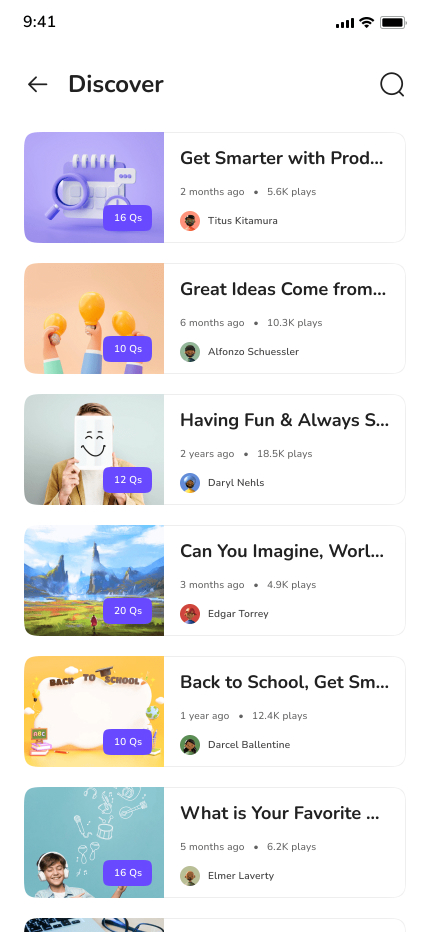 9:41
Discover
Get Smarter with Prod...
2 months ago • 5.6K plays
16 Qs
Titus Kitamura
Great Ideas Come from...
6 months ago • 10.3K plays
10 Qs
Alfonzo Schuessler
Having Fun & Always S...
2 years ago • 18.5K plays
12 Qs
Daryl Nehls
Can You Imagine, Worl...
3 months ago • 4.9K plays
20 Qs
Edgar Torrey
Back to School, Get Sm...
BACK TO SCHOOL
1 year ago • 12.4K plays
ABC
10 Qs
Darcel Ballentine
What is Your Favorite ...
5 months ago • 6.2K plays
16 Qs
Elmer Laverty